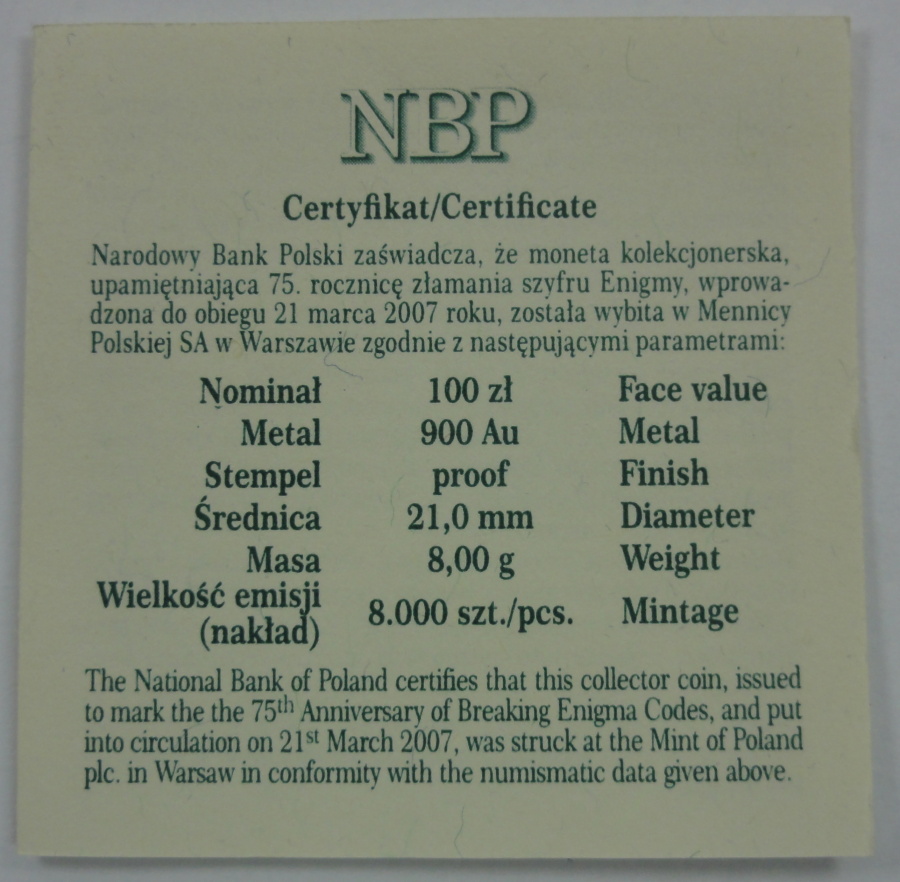 NBP
Certyfikat/Certificate
Narodowy Bank Polski zaświadcza, że moneta kolekcjonerska,
upamiętniająca 75. rocznicę złamania szyfru Enigmy, wprowa-
dzona do obiegu 21 marca 2007 roku, została wybita w Mennicy
Polskiej SA w Warszawie zgodnie z następującymi parametrami:
Nominał 100 zł Face value
Metal 900 Au Metal
Stempel proof Finish
Średnica 21,0 mm Diameter
Masa 8,00 g Weight
Wielkość emisji
(nakład) 8.000 szt./pcs. Mintage
The National Bank of Poland certifies that this collector coin, issued
to mark the the 75th Anniversary of Breaking Enigma Codes, and put
into circulation on 21st March 2007, was struck at the Mint of Poland
plc. in Warsaw in conformity with the numismatic data given above.